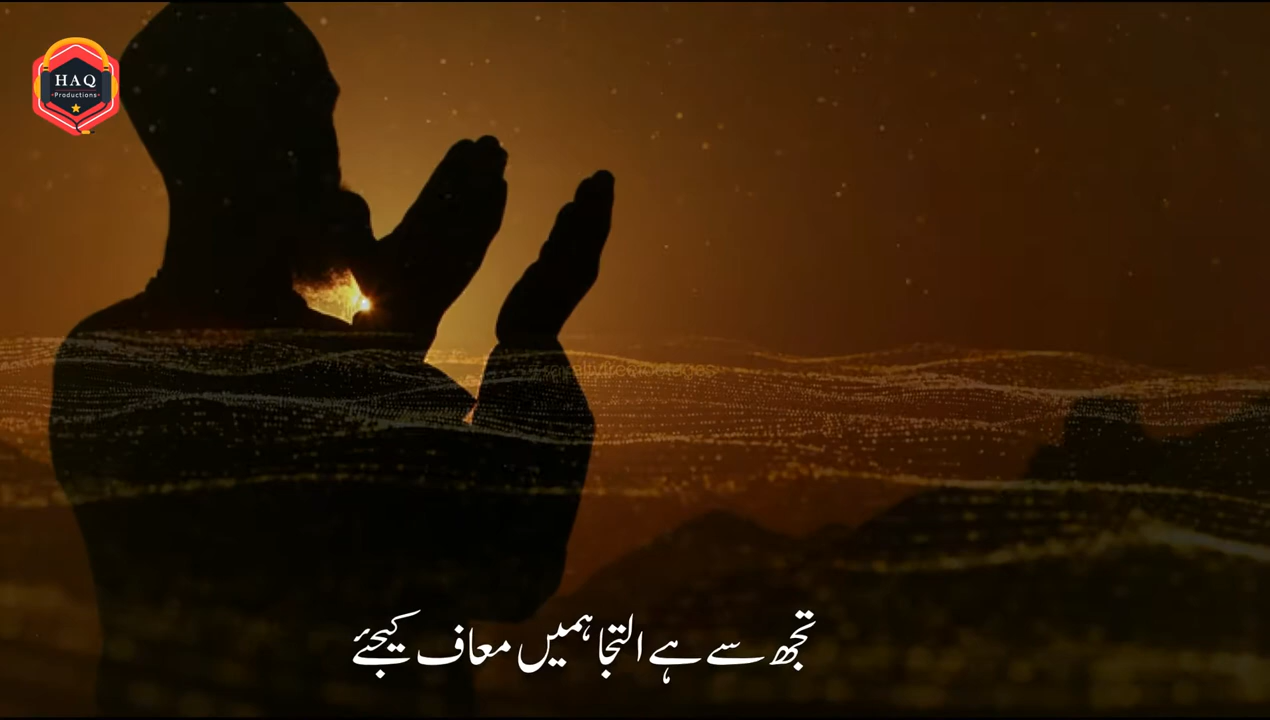 HAQ
Productions
تجھ سے ہے التجا ہمیں معاف کیجئے